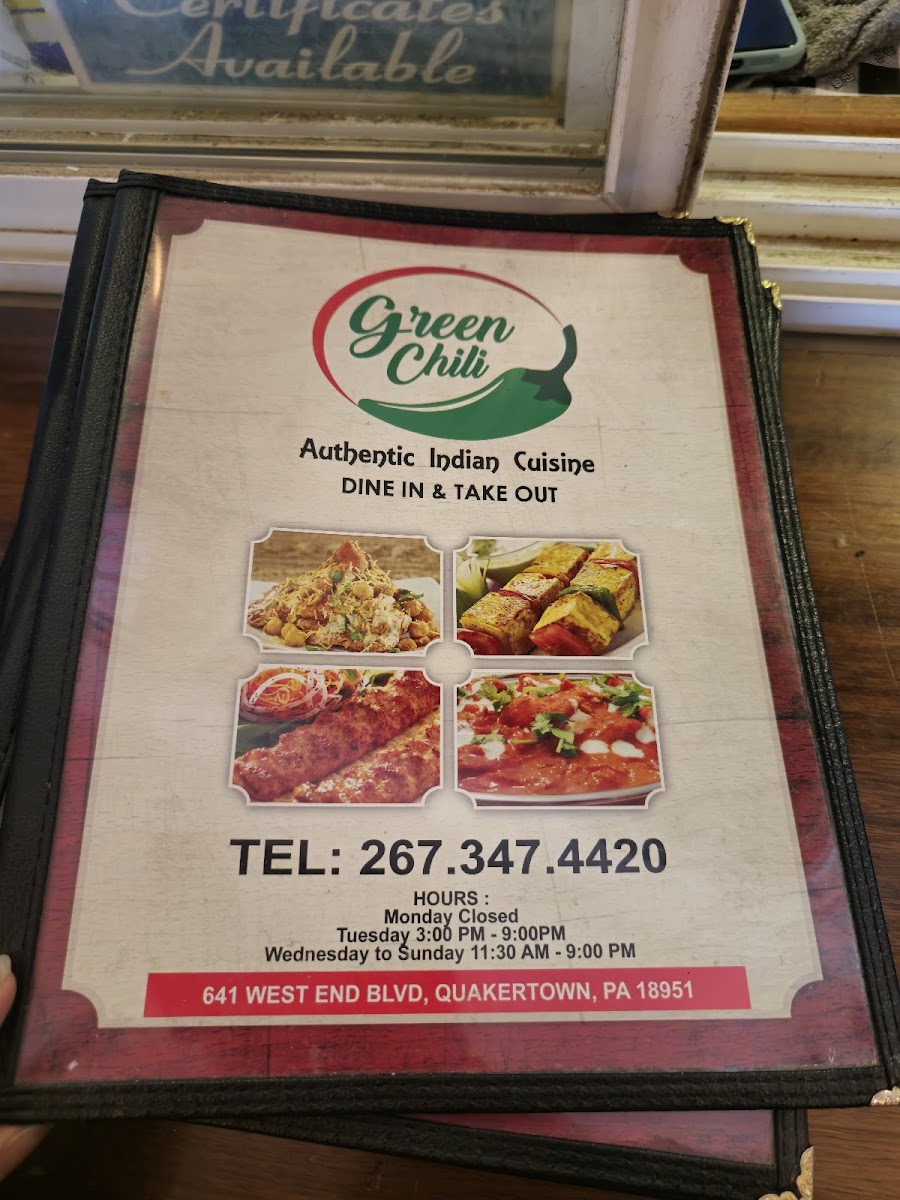 Certificates
Available
Green
Chili
Authentic Indian Cuisine
DINE IN & TAKE OUT
TEL: 267.347.4420
HOURS :
Monday Closed
Tuesday 3:00 PM - 9:00PM
Wednesday to Sunday 11:30 AM - 9:00 PM
641 WEST END BLVD, QUAKERTOWN, PA 18951